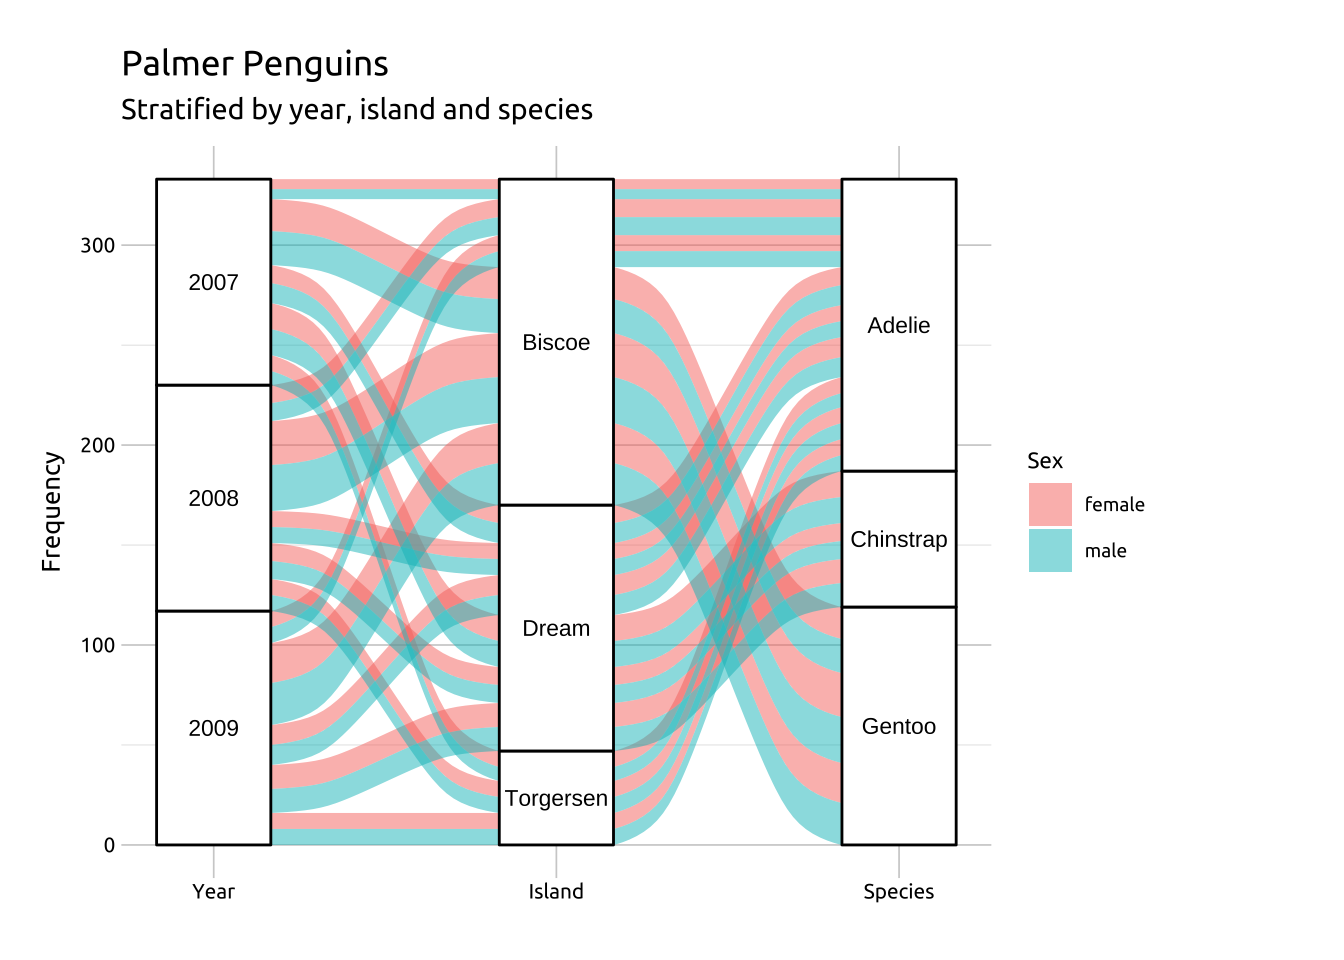 Palmer Penguins
Stratified by year, island and species
Frequency
300
200
100
0
2007
2008
2009
Biscoe
Dream
Torgersen
Adelie
Chinstrap
Gentoo
Year
Island
Species
Sex
female
male